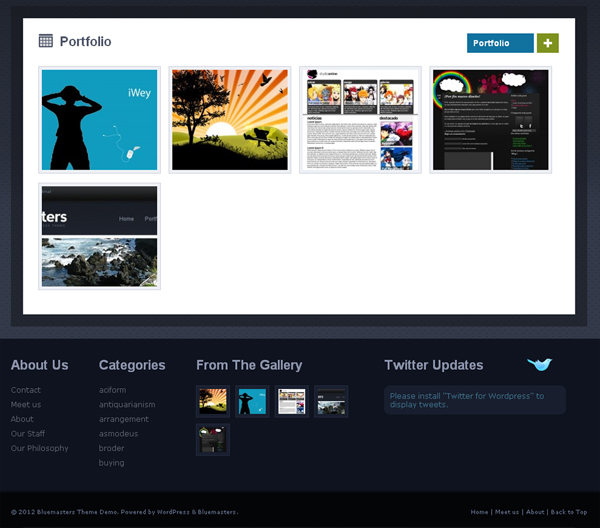 Portfolio
Portfolio
+
iWey
noticias
destacado
ters
Home
About Us
Categories
From The Gallery
Twitter Updates
Contact
Meet us
About
Our Staff
Our Philosophy
aciform
antiquarianism
arrangement
asmodeus
broder
buying
Please install "Twitter for Wordpress" to
display tweets.
© 2012 Bluemasters Theme Demo. Powered by WordPress & Bluemasters.
Home | Meet us | About | Back to Top